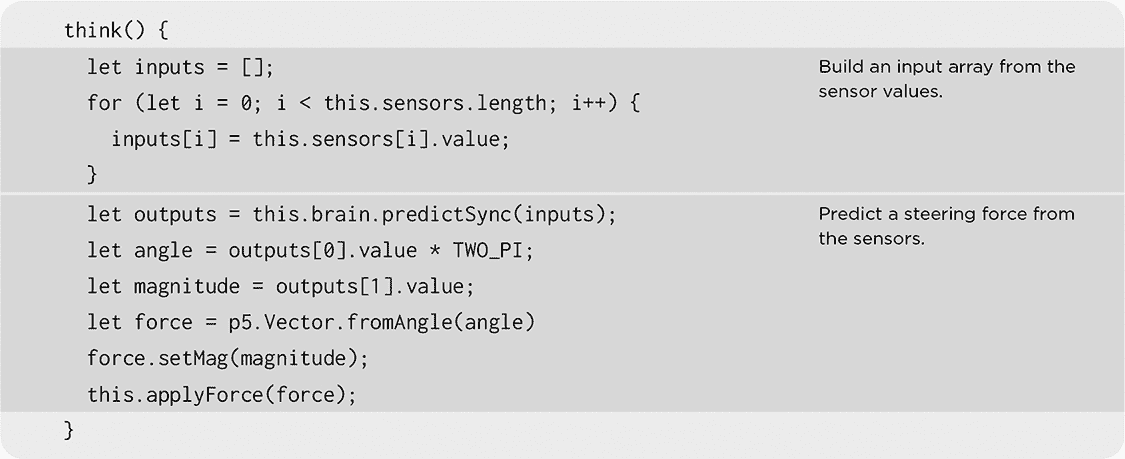 think() {
let inputs = [];
Build an input array from the
sensor values.
for (let i = 0; i < this.sensors.length; i++) {
inputs[i] = this.sensors[i].value;
}
let outputs = this.brain.predictSync(inputs);
Predict a steering force from
the sensors.
let angle = outputs[0].value * TWO_PI;
let magnitude = outputs[1].value;
let force = p5.Vector.fromAngle(angle)
force.setMag(magnitude);
this.applyForce(force);
}